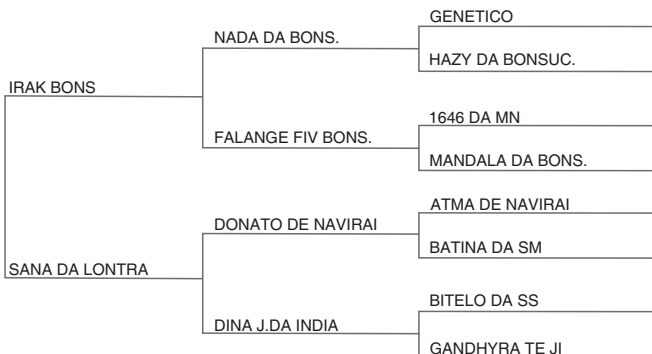 GENETICO
NADA DA BONS.
HAZY DA BONSUC.
IRAK BONS
1646 DA MN
FALANGE FIV BONS.
MANDALA DA BONS.
ATMA DE NAVIRAI
DONATO DE NAVIRAI
BATINA DA SM
SANA DA LONTRA
BITELO DA SS
DINA J.DA INDIA
GANDHYRA TE JI